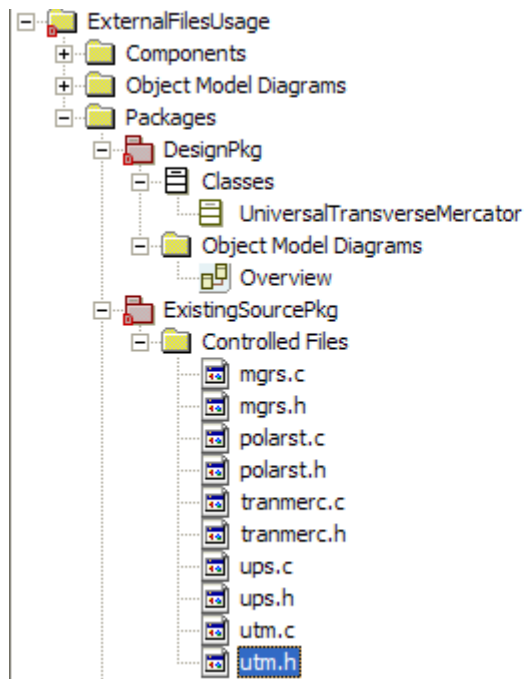 ExternalFilesUsage
Components
Object Model Diagrams
Packages
DesignPkg
Classes
UniversalTransverseMercator
Object Model Diagrams
Overview
ExistingSourcePkg
Controlled Files
mgrs.c
mgrs.h
polarst.c
polarst.h
tranmerc.c
tranmerc.h
ups.c
ups.h
utm.c
utm.h